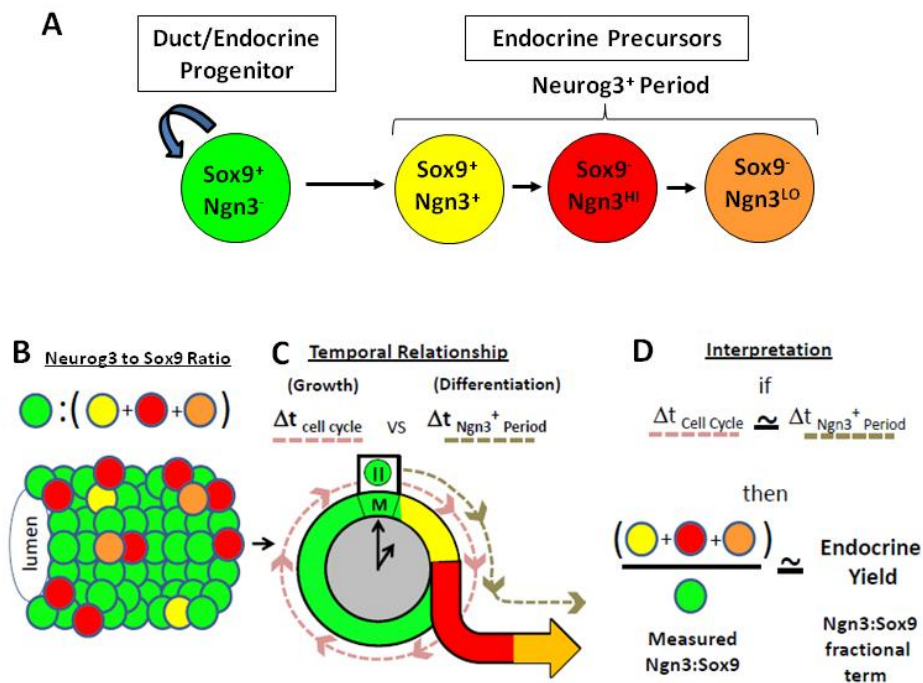 A
Duct/Endocrine
Progenitor
Endocrine Precursors
Neurog3⁺ Period
Sox9⁺
Ngn3⁻
Sox9⁺
Ngn3⁺
Sox9⁻
Ngn3ᴴᴵ
Sox9⁻
Ngn3ᴸᴼ
B
Neurog3 to Sox9 Ratio
:( + + )
lumen
C
Temporal Relationship
(Growth)
(Differentiation)
Δt cell cycle vs Δt Ngn3⁺ Period
M
D
Interpretation
if
Δt Cell Cycle ≃ Δt Ngn3⁺ Period
then
( + + )
≃
Endocrine
Yield
Measured
Ngn3:Sox9
Ngn3:Sox9
fractional
term